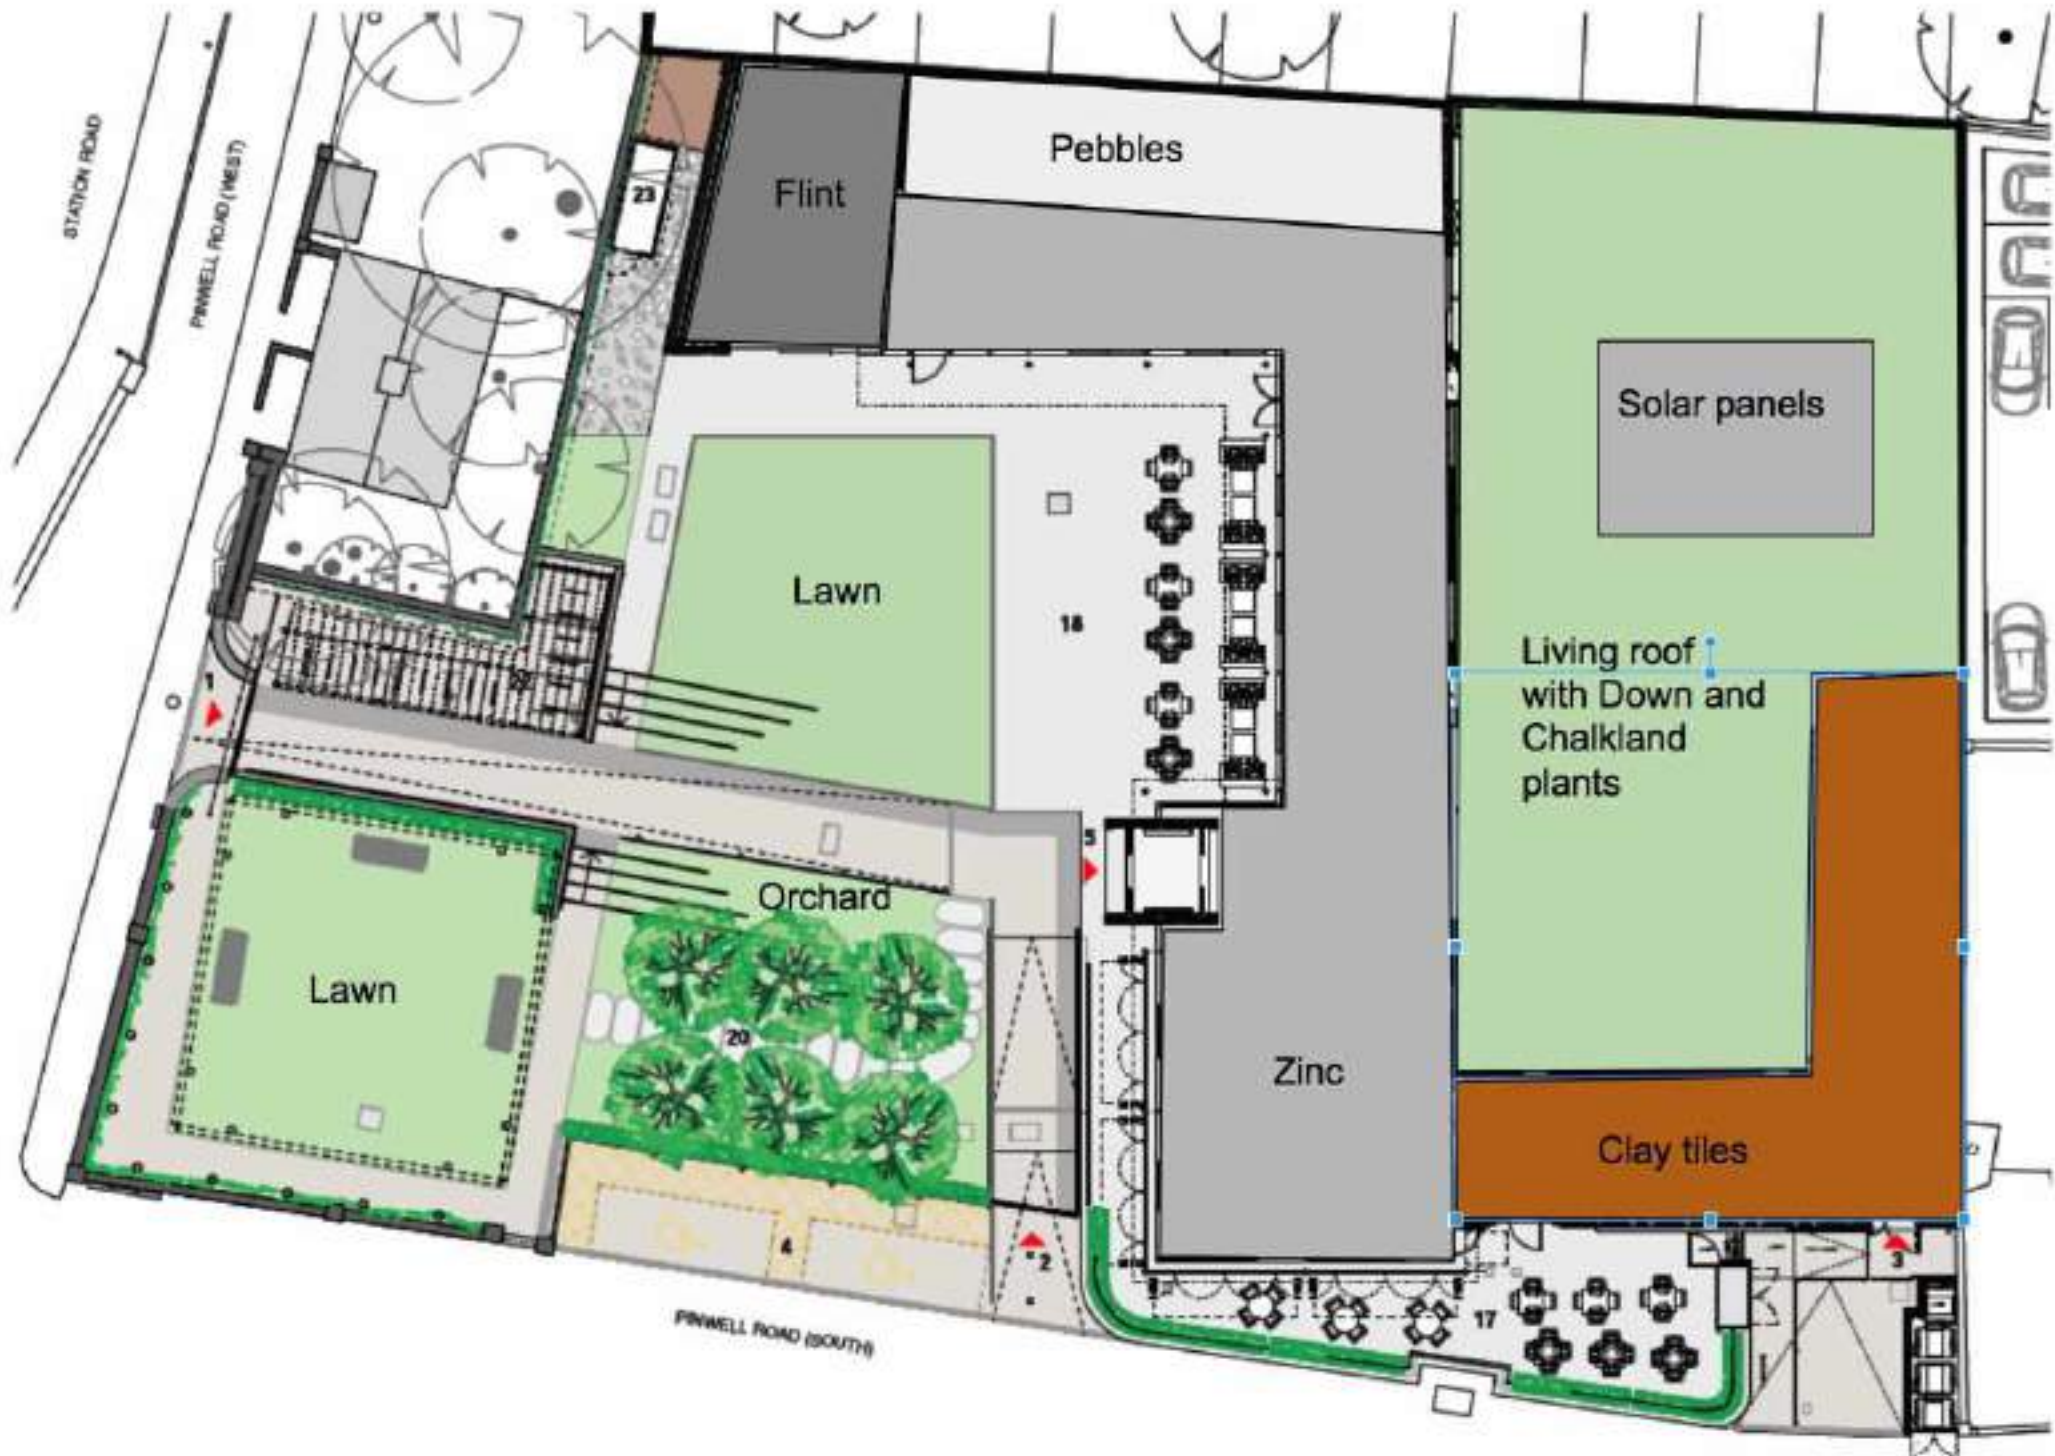 STATION ROAD
PINWELL ROAD (WEST)
23
Flint
Pebbles
Solar panels
Lawn
18
Living roof
with Down and
Chalkland
plants
1
5
Orchard
Lawn
20
Zinc
Clay tiles
4
2
3
17
PINWELL ROAD (SOUTH)